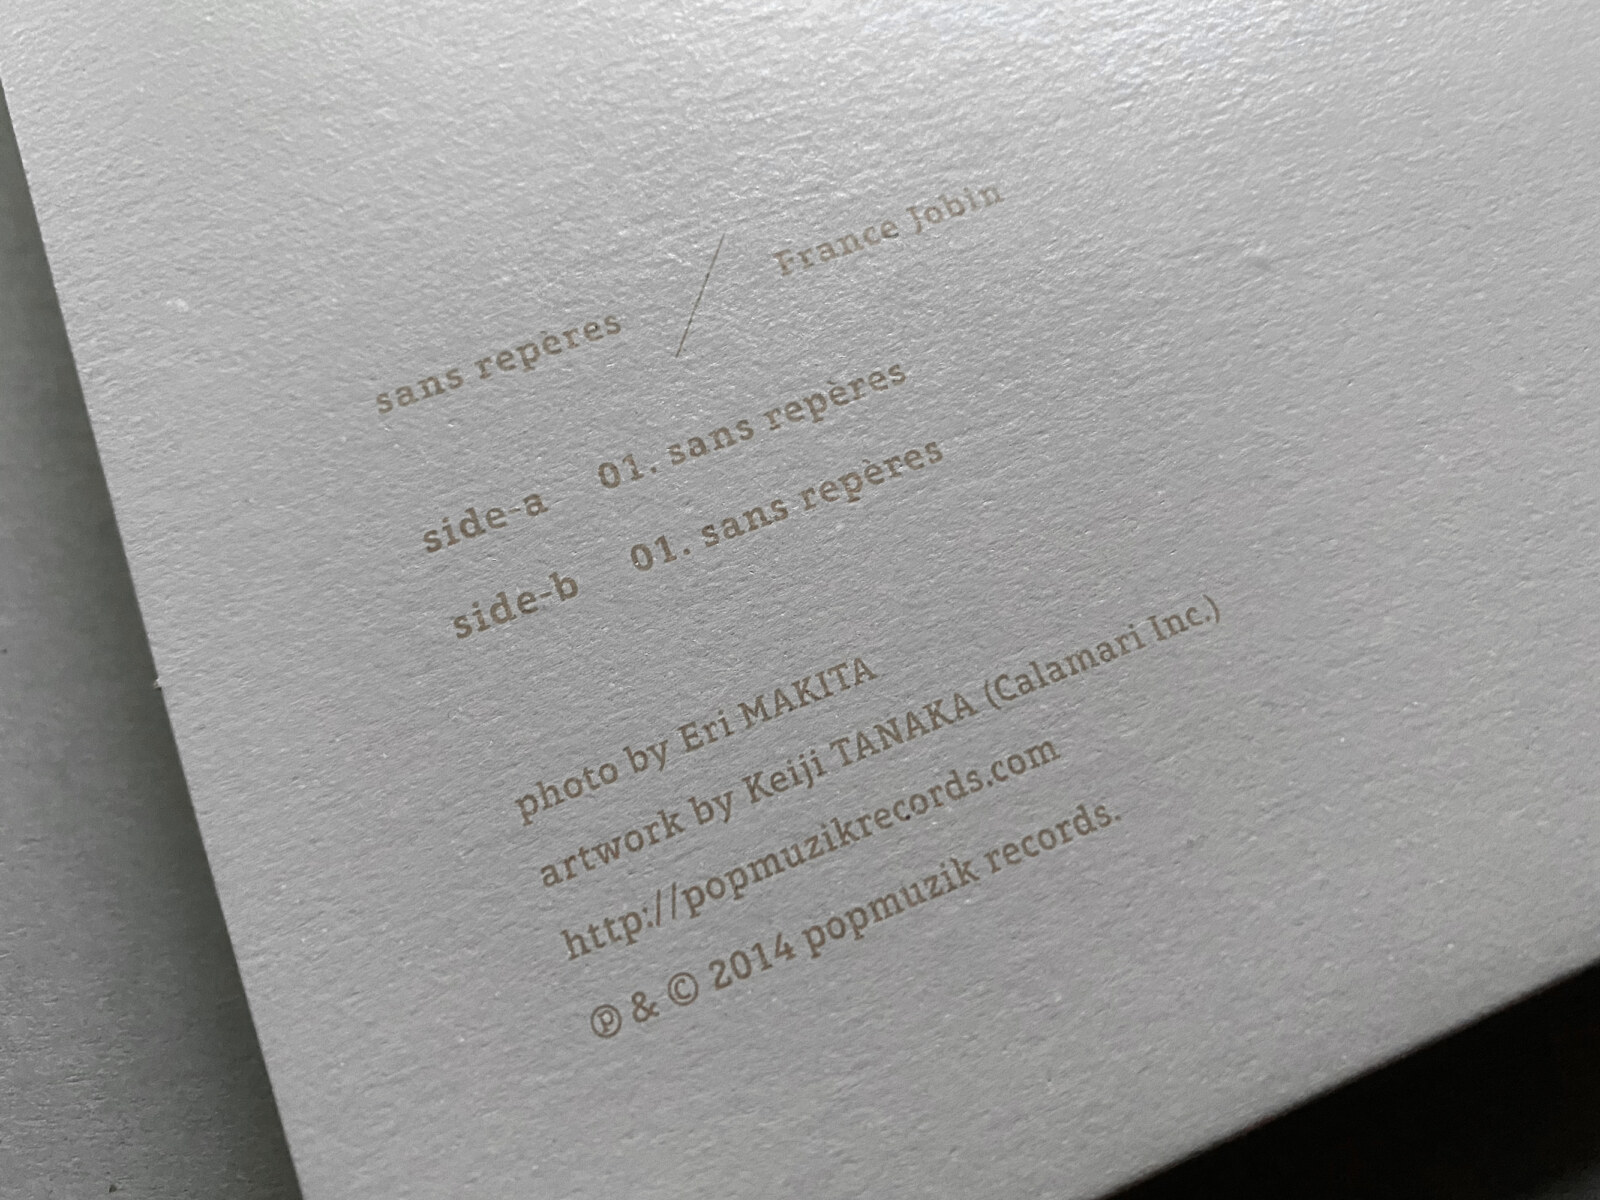 sans repères / France Jobin
side-a 01. sans repères
side-b 01. sans repères
photo by Eri MAKITA
artwork by Keiji TANAKA (Calamari Inc.)
http://popmuzikrecords.com
℗ & © 2014 popmuzik records.